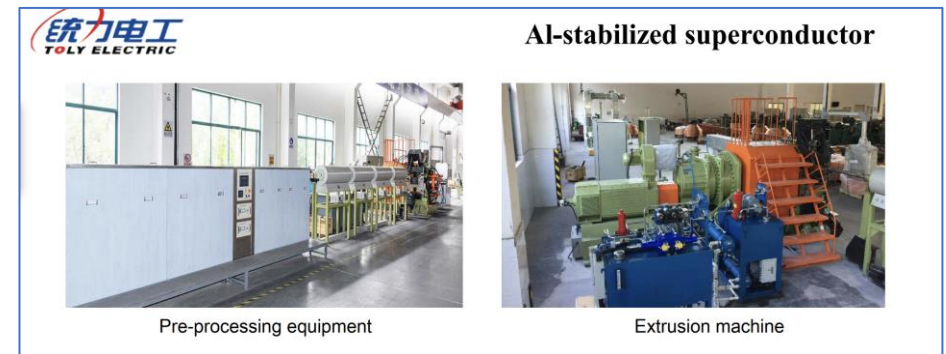 统力电工
TOLY ELECTRIC
Al-stabilized superconductor
Pre-processing equipment
Extrusion machine